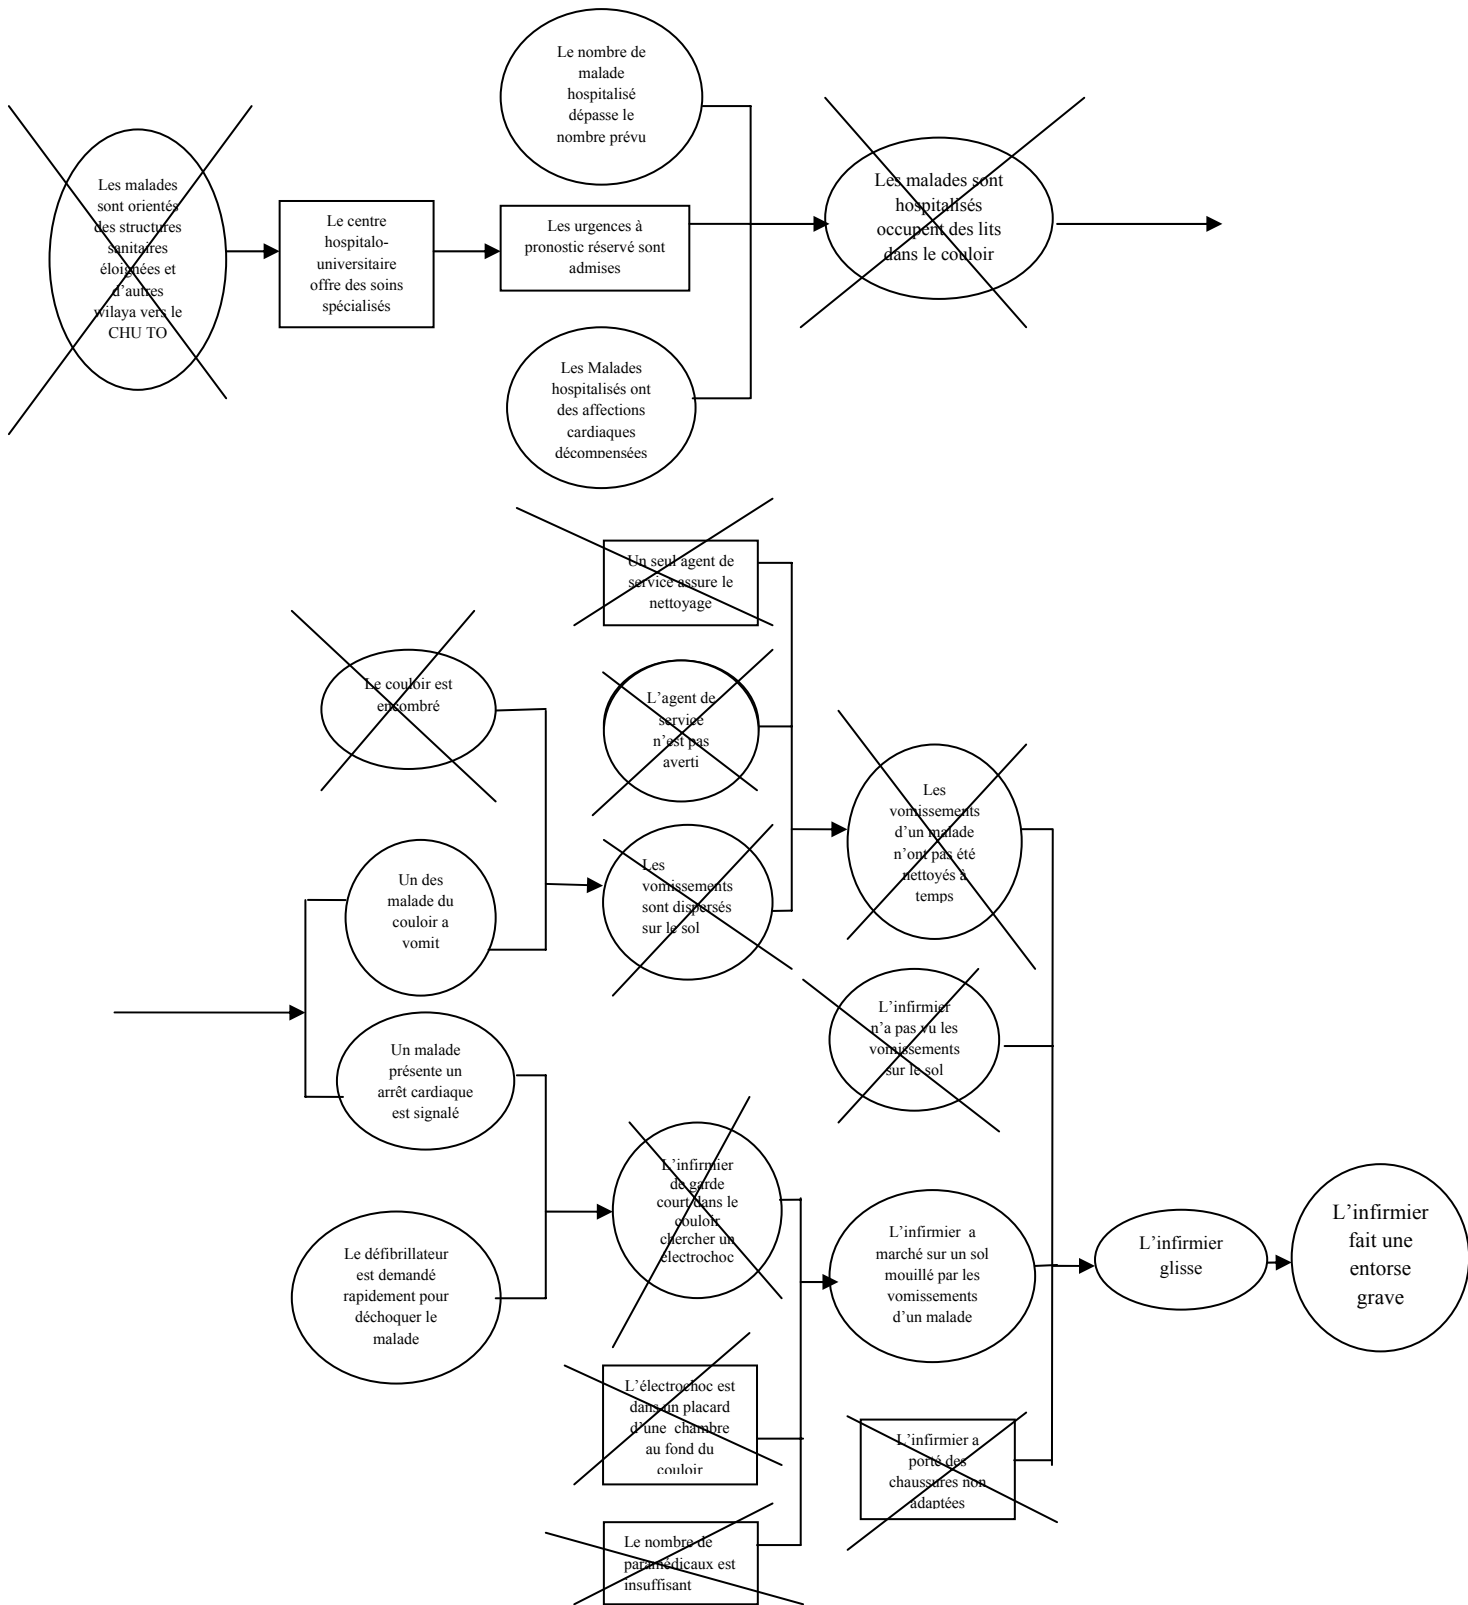 Le nombre de
malade
hospitalisé
dépasse le
nombre prévu
Les malades
sont orientés
des structures
sanitaires
éloignées et
d’autres
wilaya vers le
CHU TO
Le centre
hospitalo-
universitaire
offre des soins
spécialisés
Les urgences à
pronostic réservé sont
admises
Les malades sont
hospitalisés
occupent des lits
dans le couloir
Les Malades
hospitalisés ont
des affections
cardiaques
décompensées
Un seul agent de
service assure le
nettoyage
Le couloir est
encombré
L’agent de
service
n’est pas
averti
Les
vomissements
d’un malade
n’ont pas été
nettoyés à
temps
Un des
malade du
couloir a
vomit
Les
vomissements
sont dispersés
sur le sol
L’infirmier
n’a pas vu les
vomissements
sur le sol
Un malade
présente un
arrêt cardiaque
est signalé
L’infirmier
de garde
court dans le
couloir
chercher un
électrochoc
Le défibrillateur
est demandé
rapidement pour
déchoquer le
malade
L’infirmier  a
marché sur un sol
mouillé par les
vomissements
d’un malade
L’infirmier
glisse
L’infirmier
fait une
entorse
grave
L’électrochoc est
dans un placard
d’une  chambre
au fond du
couloir
L’infirmier a
porté des
chaussures non
adaptées
Le nombre de
paramédicaux est
insuffisant